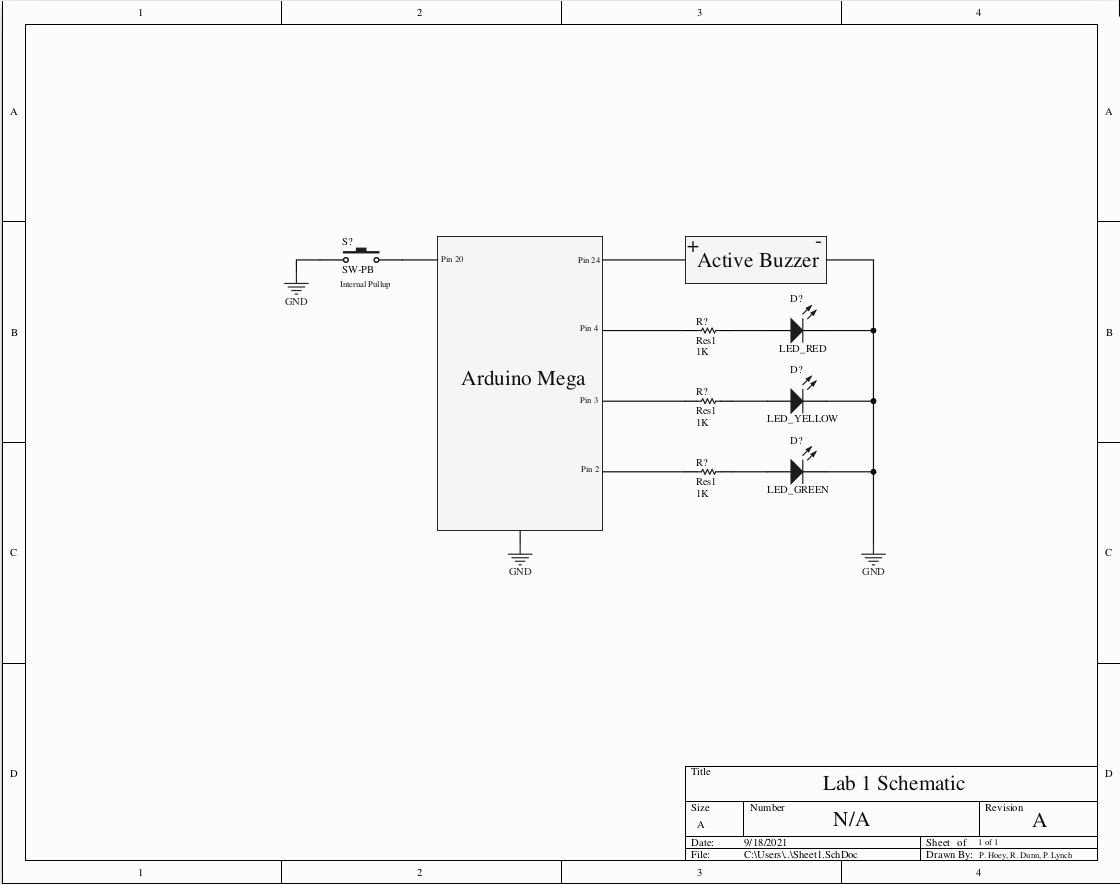 1 2 3 4
A A
B B
C C
D D
S?
SW-PB
Internal Pullup
GND
Pin 20
Pin 24
Pin 4
Pin 3
Pin 2
Arduino Mega
GND
+ -
Active Buzzer
D?
R?
Res1
1K
LED_RED
D?
R?
Res1
1K
LED_YELLOW
D?
R?
Res1
1K
LED_GREEN
GND
Title
Lab 1 Schematic
Size
A
Number
N/A
Revision
A
Date: 9/18/2021 Sheet of 1 of 1
File: C:\Users\..\Sheet1.SchDoc Drawn By: P. Hoey, R. Dunn, P. Lynch
1 2 3 4